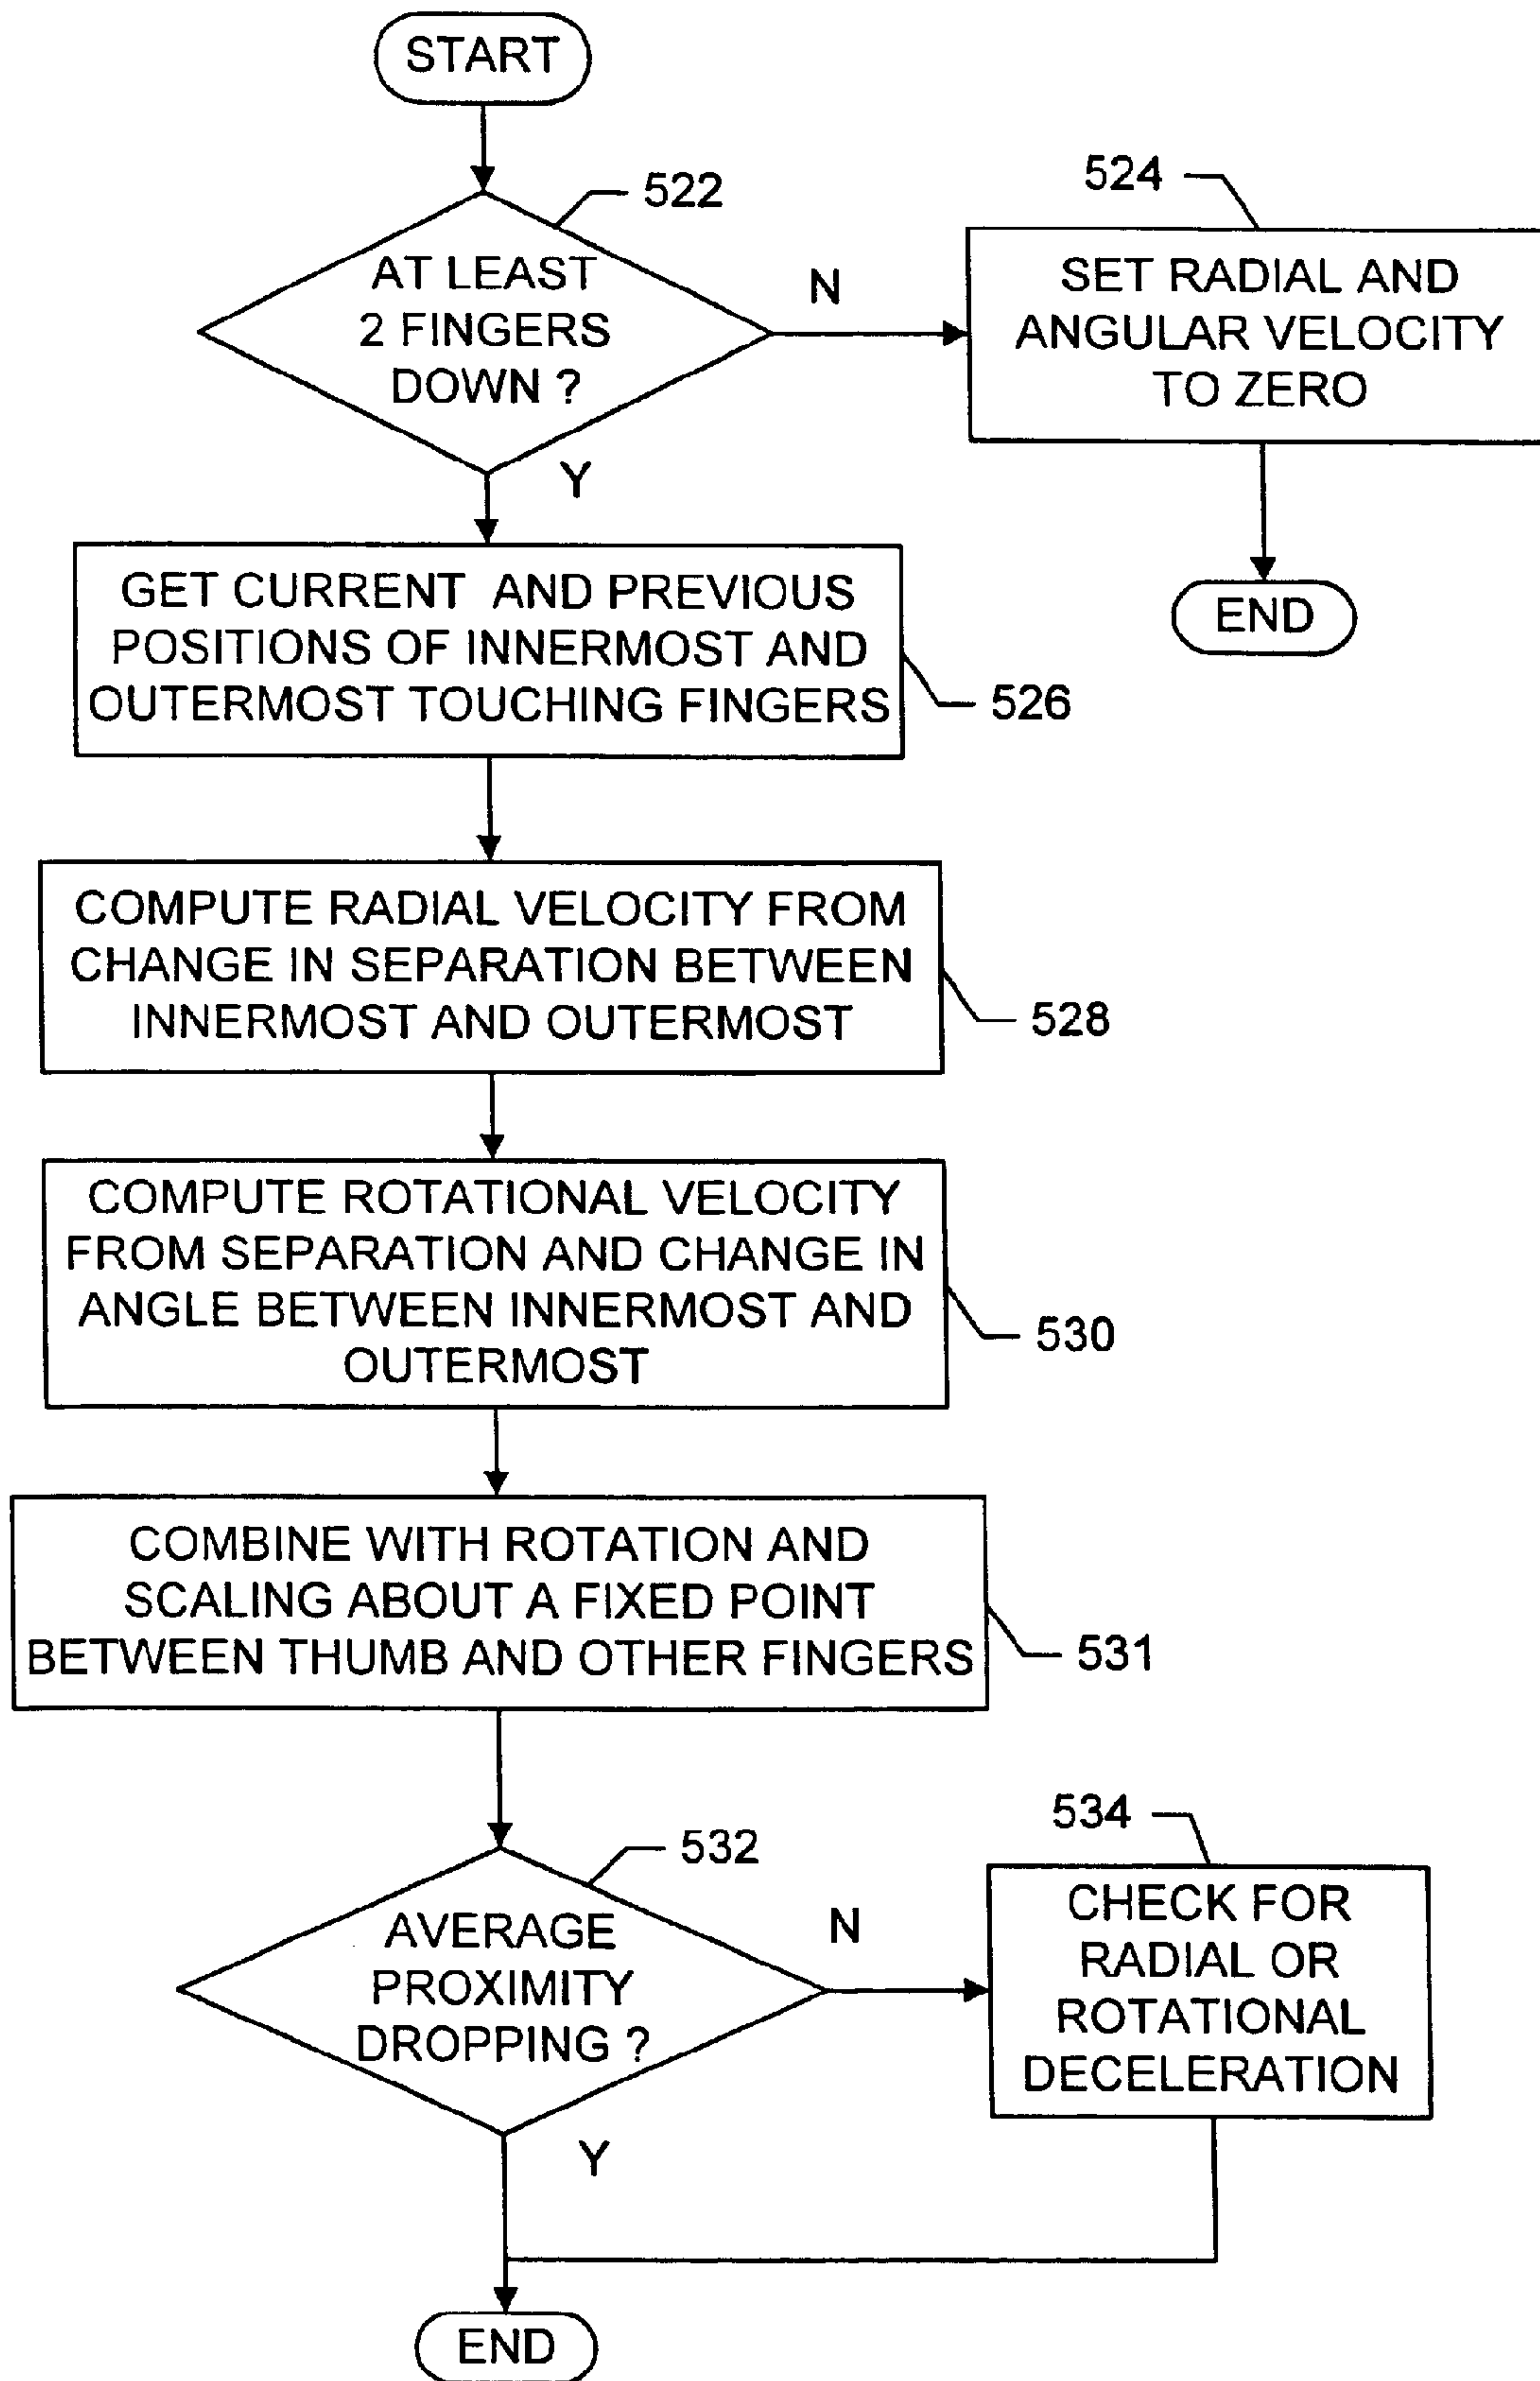 START
522
AT LEAST
2 FINGERS
DOWN ?
N
524
SET RADIAL AND
ANGULAR VELOCITY
TO ZERO
END
Y
GET CURRENT AND PREVIOUS
POSITIONS OF INNERMOST AND
OUTERMOST TOUCHING FINGERS
526
COMPUTE RADIAL VELOCITY FROM
CHANGE IN SEPARATION BETWEEN
INNERMOST AND OUTERMOST
528
COMPUTE ROTATIONAL VELOCITY
FROM SEPARATION AND CHANGE IN
ANGLE BETWEEN INNERMOST AND
OUTERMOST
530
COMBINE WITH ROTATION AND
SCALING ABOUT A FIXED POINT
BETWEEN THUMB AND OTHER FINGERS
531
532
AVERAGE
PROXIMITY
DROPPING ?
N
534
CHECK FOR
RADIAL OR
ROTATIONAL
DECELERATION
Y
END